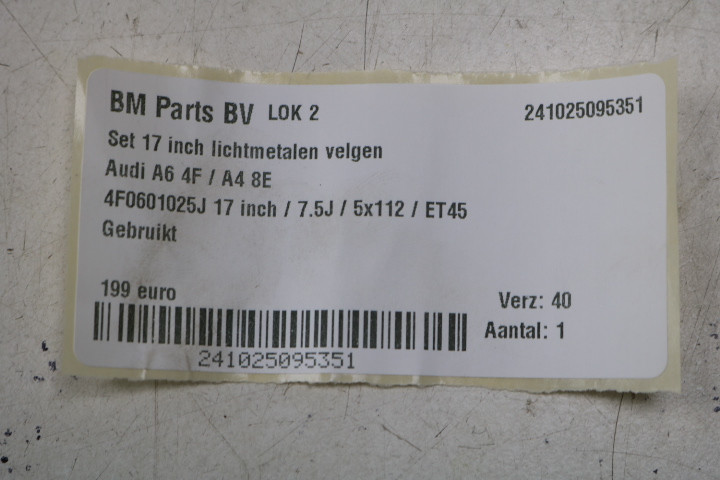 BM Parts BV LOK 2 241025095351
Set 17 inch lichtmetalen velgen
Audi A6 4F / A4 8E
4F0601025J 17 inch / 7.5J / 5x112 / ET45
Gebruikt
199 euro Verz: 40
Aantal: 1
241025095351